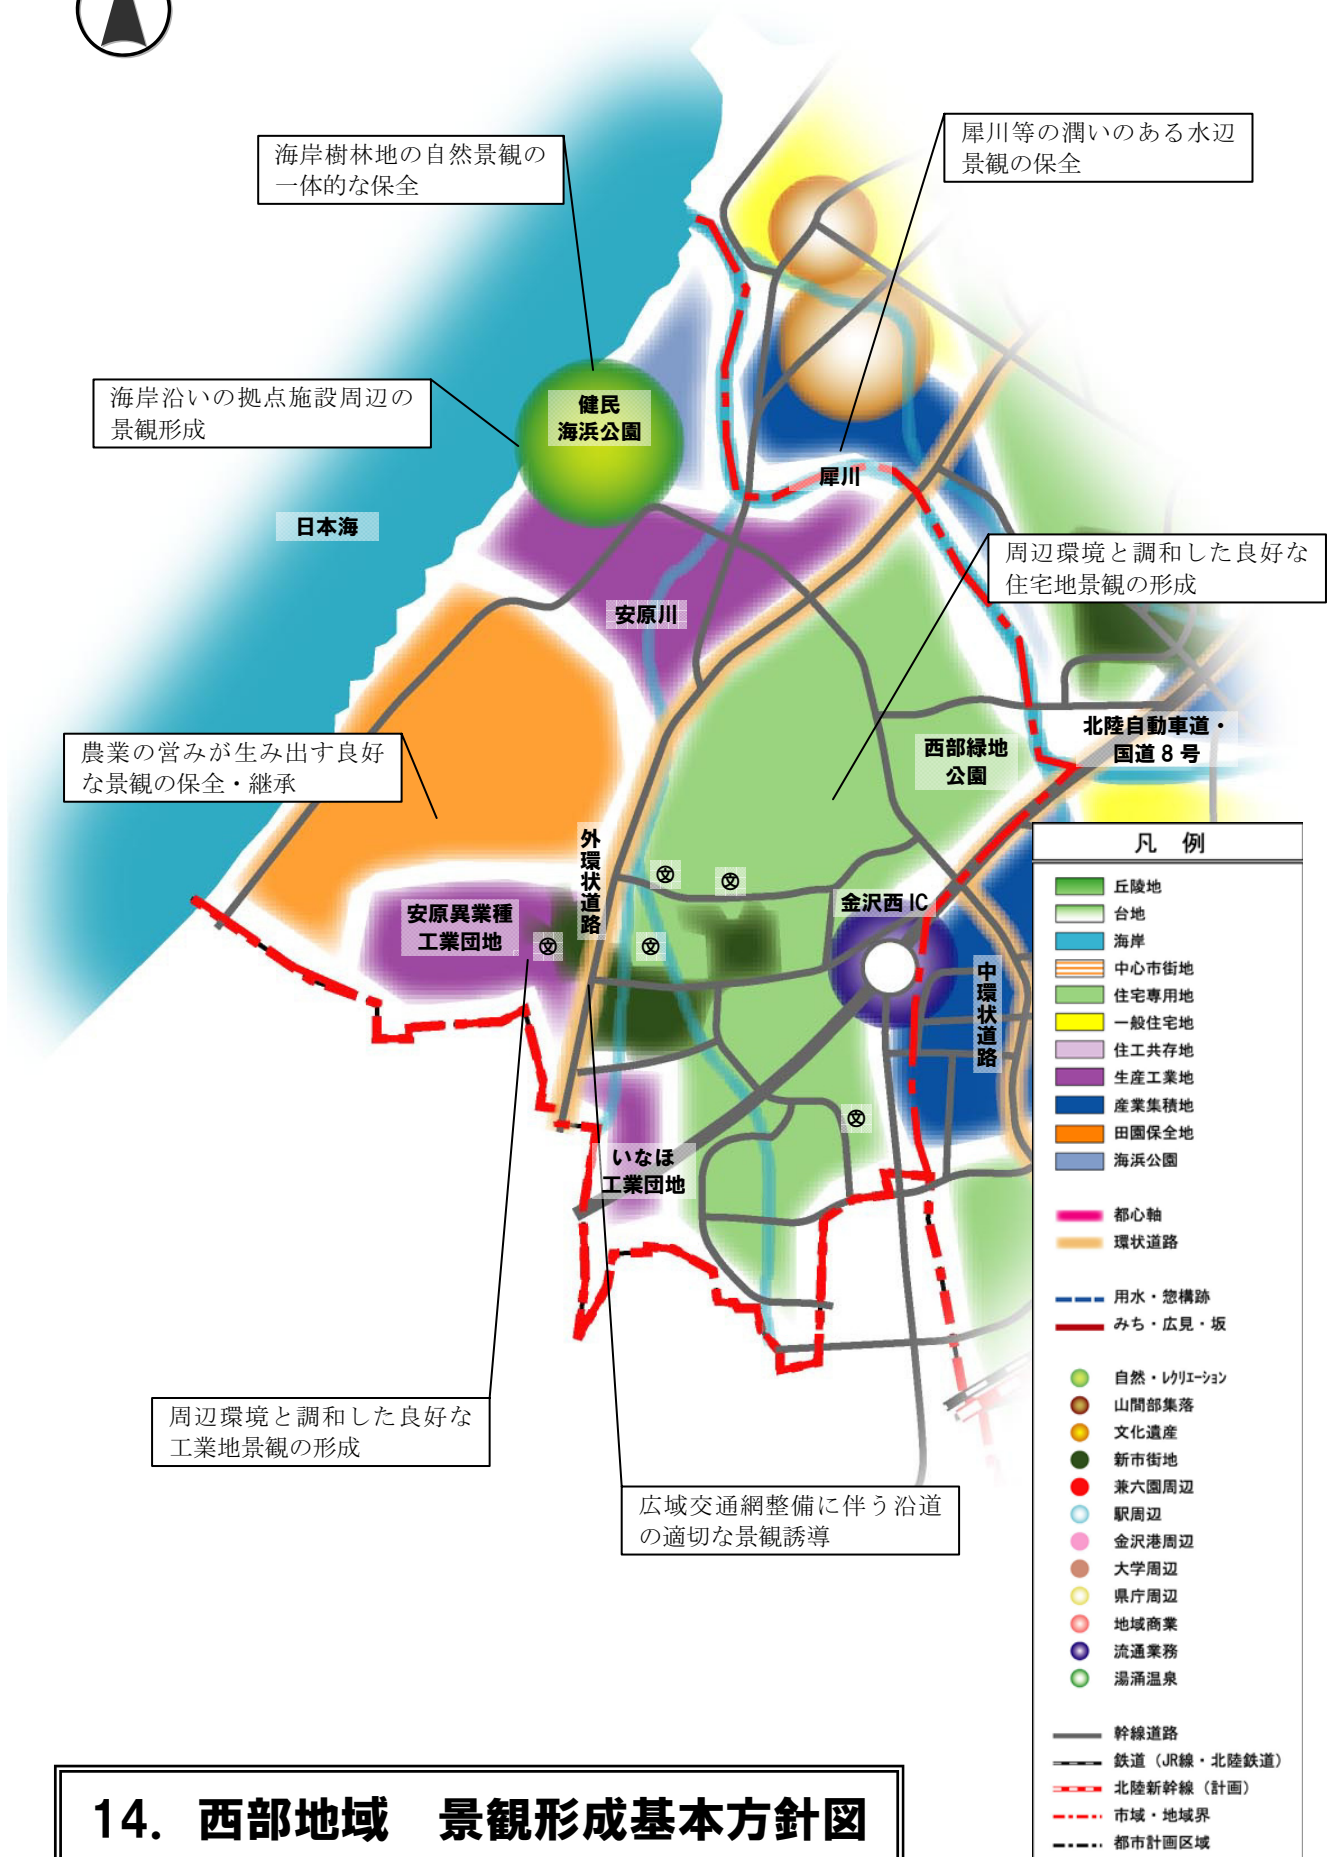 海岸樹林地の自然景観の
一体的な保全
犀川等の潤いのある水辺
景観の保全
海岸沿いの拠点施設周辺の
景観形成
健民
海浜公園
犀川
日本海
周辺環境と調和した良好な
住宅地景観の形成
安原川
北陸自動車道・
国道8号
西部緑地
公園
農業の営みが生み出す良好
な景観の保全・継承
外環状道路
文
文
金沢西IC
安原異業種
工業団地
文
文
中環状道路
文
いなほ
工業団地
周辺環境と調和した良好な
工業地景観の形成
広域交通網整備に伴う沿道
の適切な景観誘導
凡 例
丘陵地
台地
海岸
中心市街地
住宅専用地
一般住宅地
住工共存地
生産工業地
産業集積地
田園保全地
海浜公園
都心軸
環状道路
用水・惣構跡
みち・広見・坂
自然・レクリエーション
山間部集落
文化遺産
新市街地
兼六園周辺
駅周辺
金沢港周辺
大学周辺
県庁周辺
地域商業
流通業務
湯涌温泉
幹線道路
鉄道（JR線・北陸鉄道）
北陸新幹線（計画）
市域・地域界
都市計画区域
14. 西部地域 景観形成基本方針図